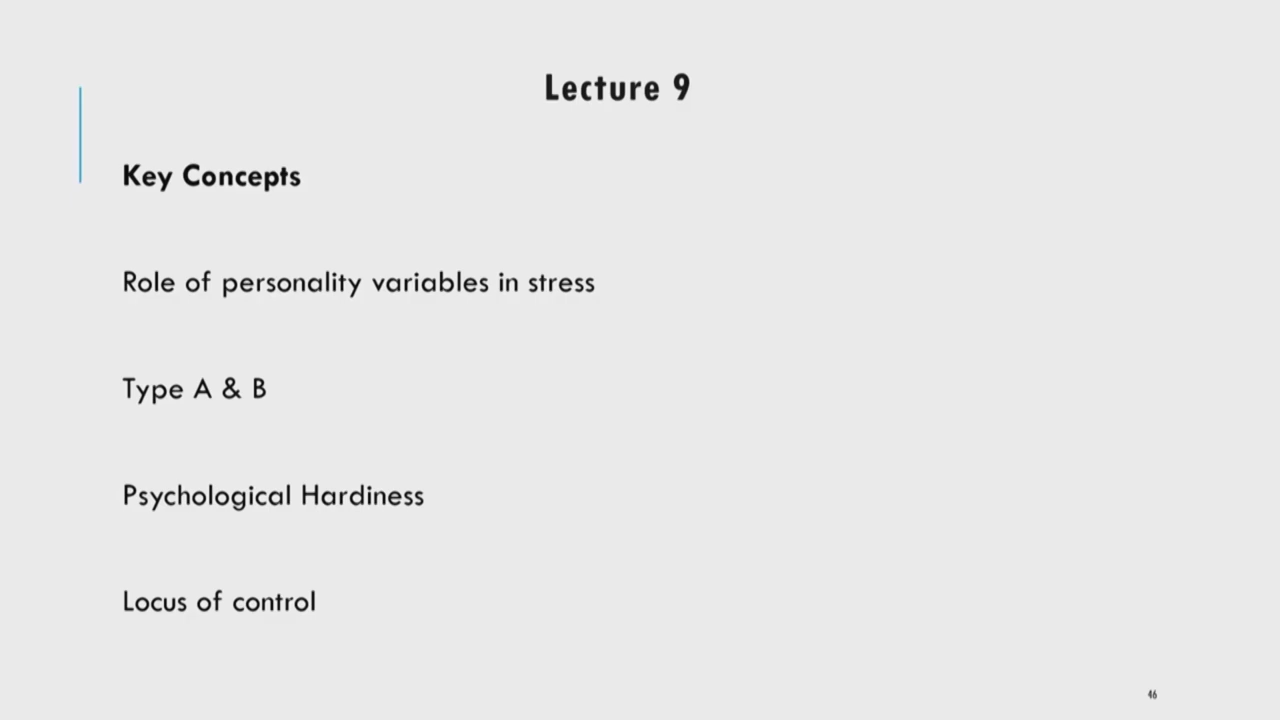 Lecture 9
Key Concepts
Role of personality variables in stress
Type A & B
Psychological Hardiness
Locus of control
46